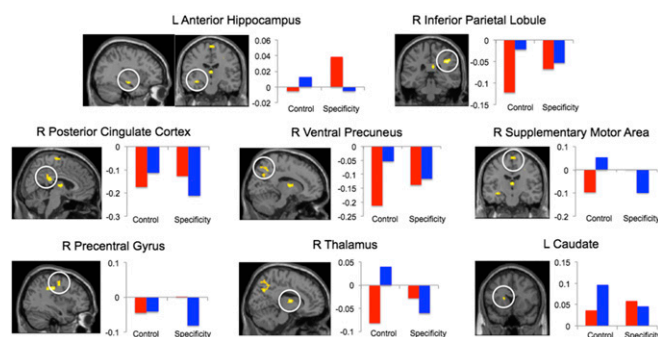 L Anterior Hippocampus
R Inferior Parietal Lobule
0.06
0.04
0.02
0
-0.02
Control Specificity
0
-0.05
-0.1
-0.15
Control Specificity
R Posterior Cingulate Cortex
R Ventral Precuneus
R Supplementary Motor Area
0
-0.1
-0.2
-0.3
Control Specificity
0
-0.05
-0.1
-0.15
-0.2
-0.25
Control Specificity
0.1
0
-0.1
-0.2
Control Specificity
R Precentral Gyrus
R Thalamus
L Caudate
0.1
0
-0.1
Control Specificity
0.05
0
-0.05
-0.1
Control Specificity
0.15
0.1
0.05
0
Control Specificity